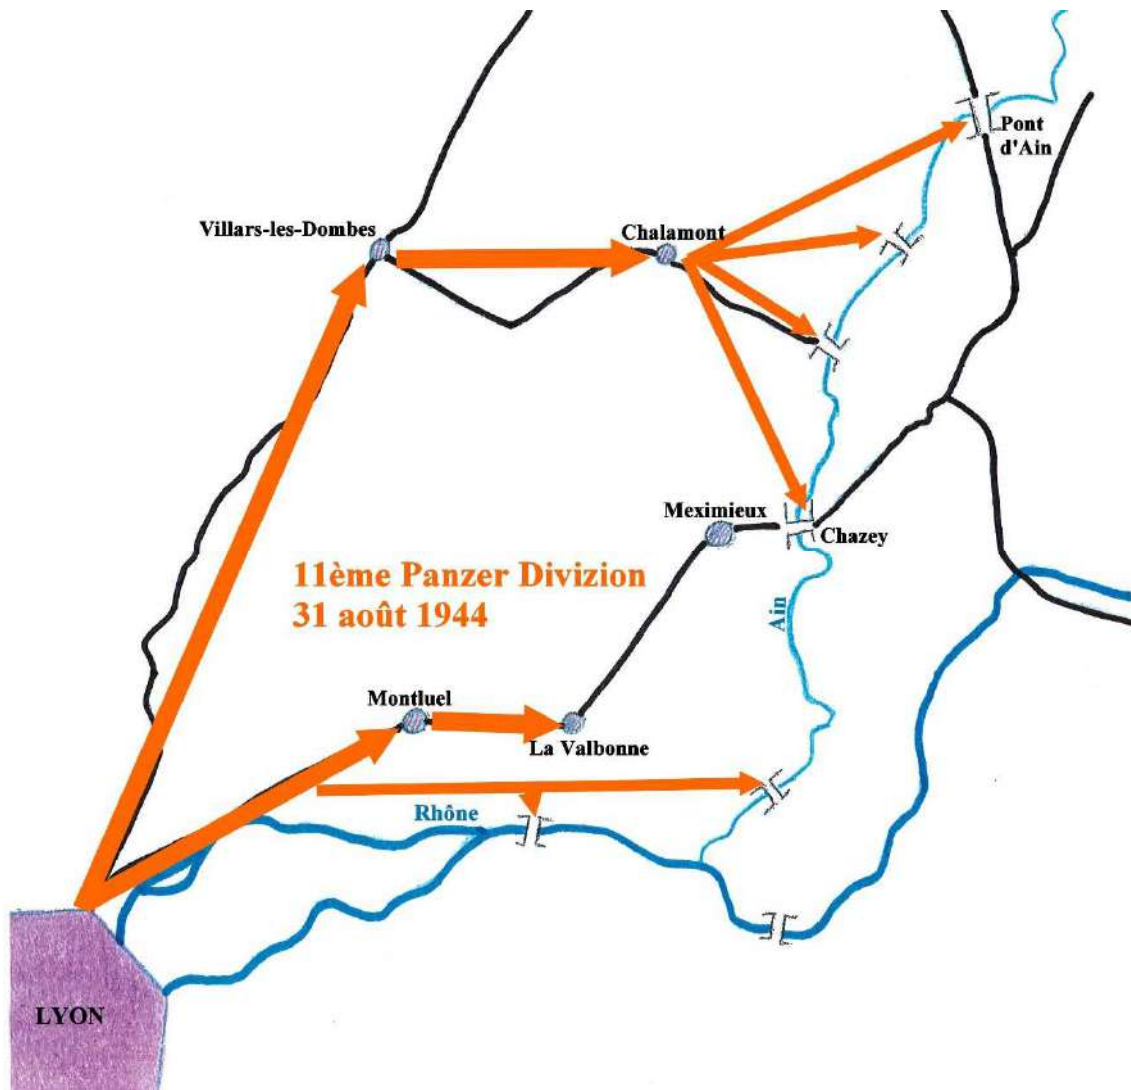 Pont
d'Ain
Villars-les-Dombes
Chalamont
Meximieux
Chazey
11ème Panzer Divizion
31 août 1944
Ain
Montluel
La Valbonne
Rhône
LYON